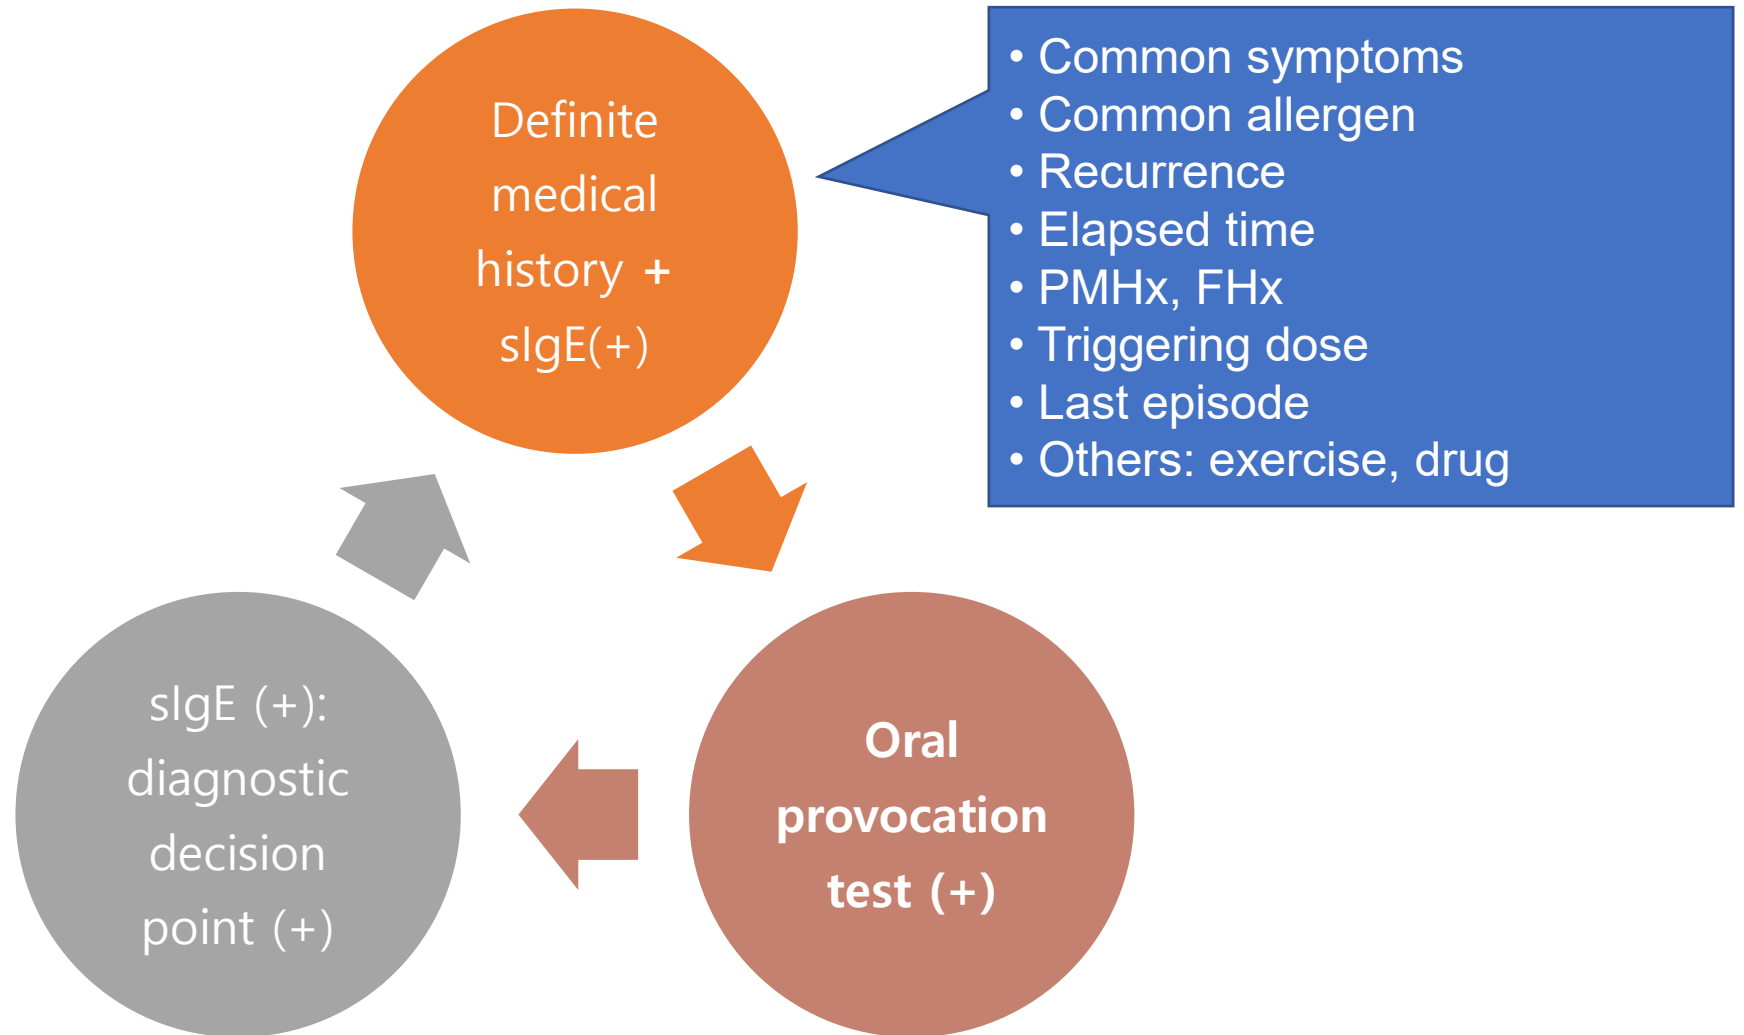 Definite
medical
history +
sIgE(+)
• Common symptoms
• Common allergen
• Recurrence
• Elapsed time
• PMHx, FHx
• Triggering dose
• Last episode
• Others: exercise, drug
Oral
provocation
test (+)
sIgE (+):
diagnostic
decision
point (+)